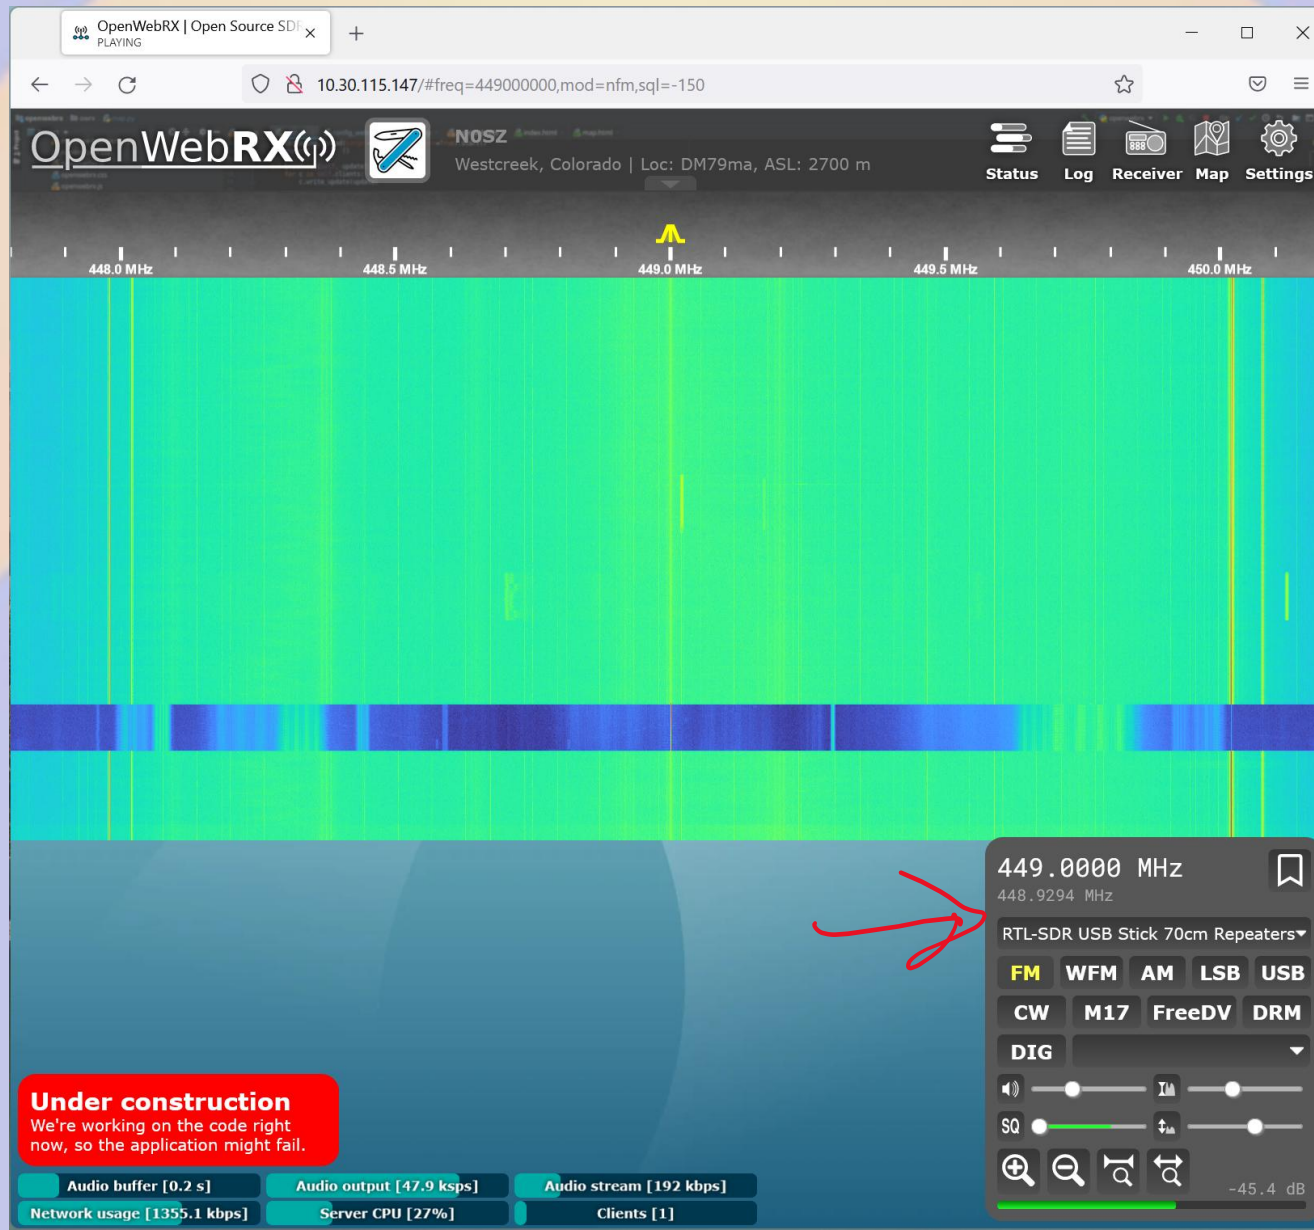 OpenWebRX | Open Source SDR
PLAYING
10.30.115.147/#freq=449000000,mod=nfm,sql=-150
OpenWebRX
N0SZ
Westcreek, Colorado | Loc: DM79ma, ASL: 2700 m
Status Log Receiver Map Settings
448.0 MHz 448.5 MHz 449.0 MHz 449.5 MHz 450.0 MHz
449.0000 MHz
448.9294 MHz
RTL-SDR USB Stick 70cm Repeaters
FM WFM AM LSB USB
CW M17 FreeDV DRM
DIG
SQ
-45.4 dB
Under construction
We're working on the code right
now, so the application might fail.
Audio buffer [0.2 s] Audio output [47.9 ksps] Audio stream [192 kbps]
Network usage [1355.1 kbps] Server CPU [27%] Clients [1]